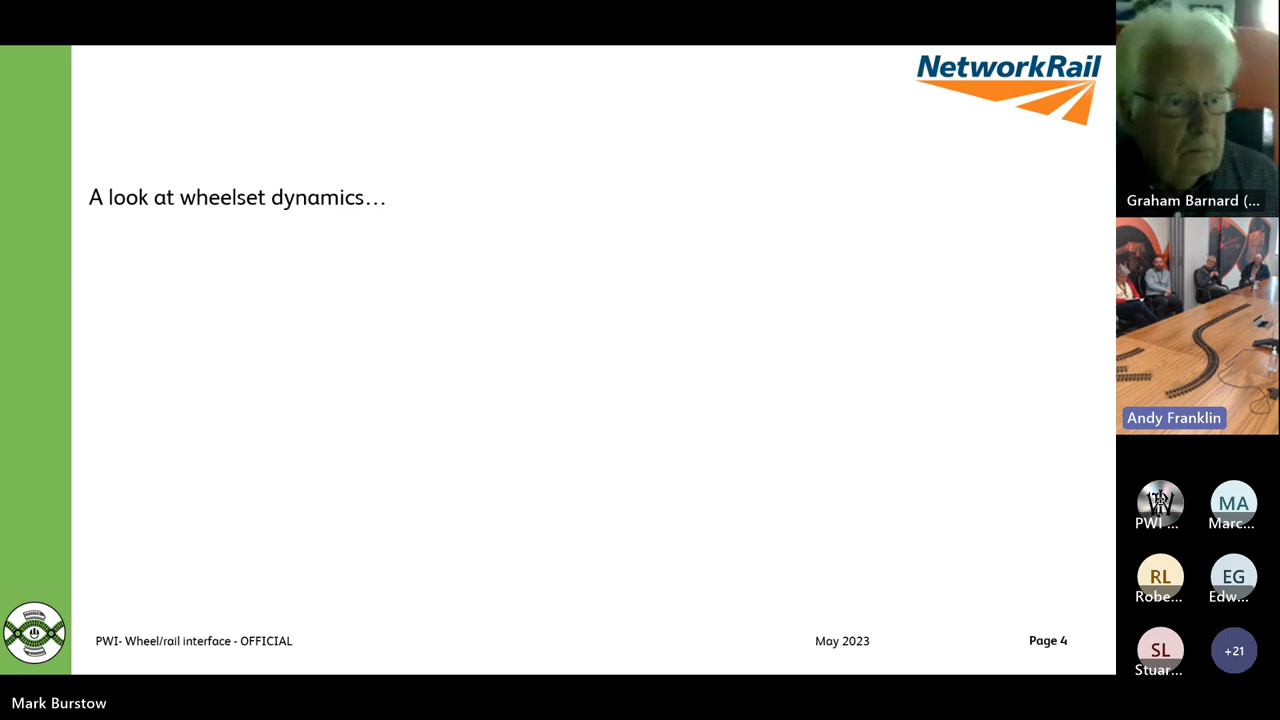 NetworkRail
A look at wheelset dynamics...
PWI- Wheel/rail interface - OFFICIAL
May 2023
Page 4
Graham Barnard (...
Andy Franklin
PWI ...
MA
Marc...
RL
Robe...
EG
Edw...
SL
Stuar...
+21
Mark Burstow